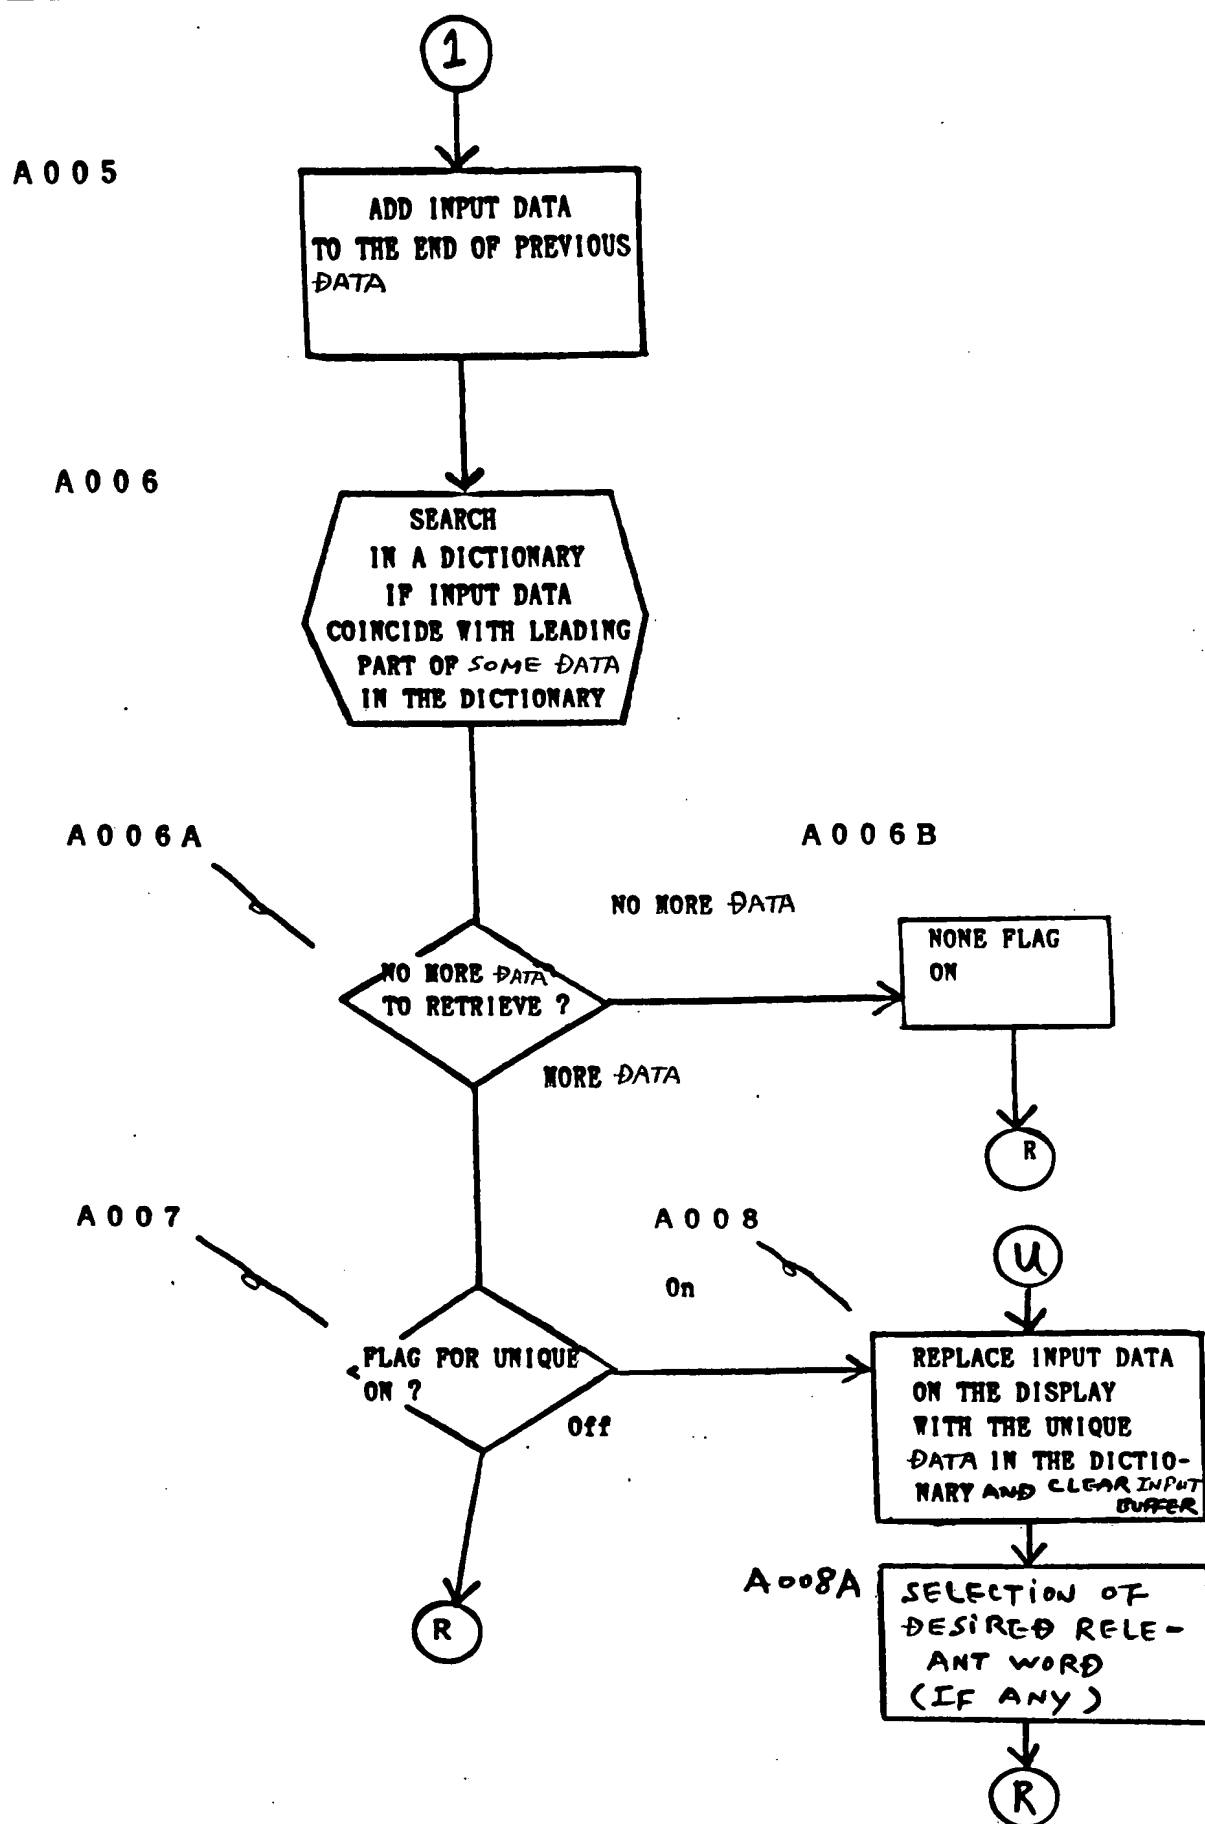 1
A005
ADD INPUT DATA
TO THE END OF PREVIOUS
DATA
A006
SEARCH
IN A DICTIONARY
IF INPUT DATA
COINCIDE WITH LEADING
PART OF SOME DATA
IN THE DICTIONARY
A006A
A006B
NO MORE DATA
NO MORE DATA
TO RETRIEVE ?
NONE FLAG
ON
MORE DATA
R
A007
A008
On
U
FLAG FOR UNIQUE
ON ?
Off
REPLACE INPUT DATA
ON THE DISPLAY
WITH THE UNIQUE
DATA IN THE DICTIO-
NARY AND CLEAR INPUT
BUFFER
R
A008A
SELECTION OF
DESIRED RELE-
ANT WORD
(IF ANY)
R